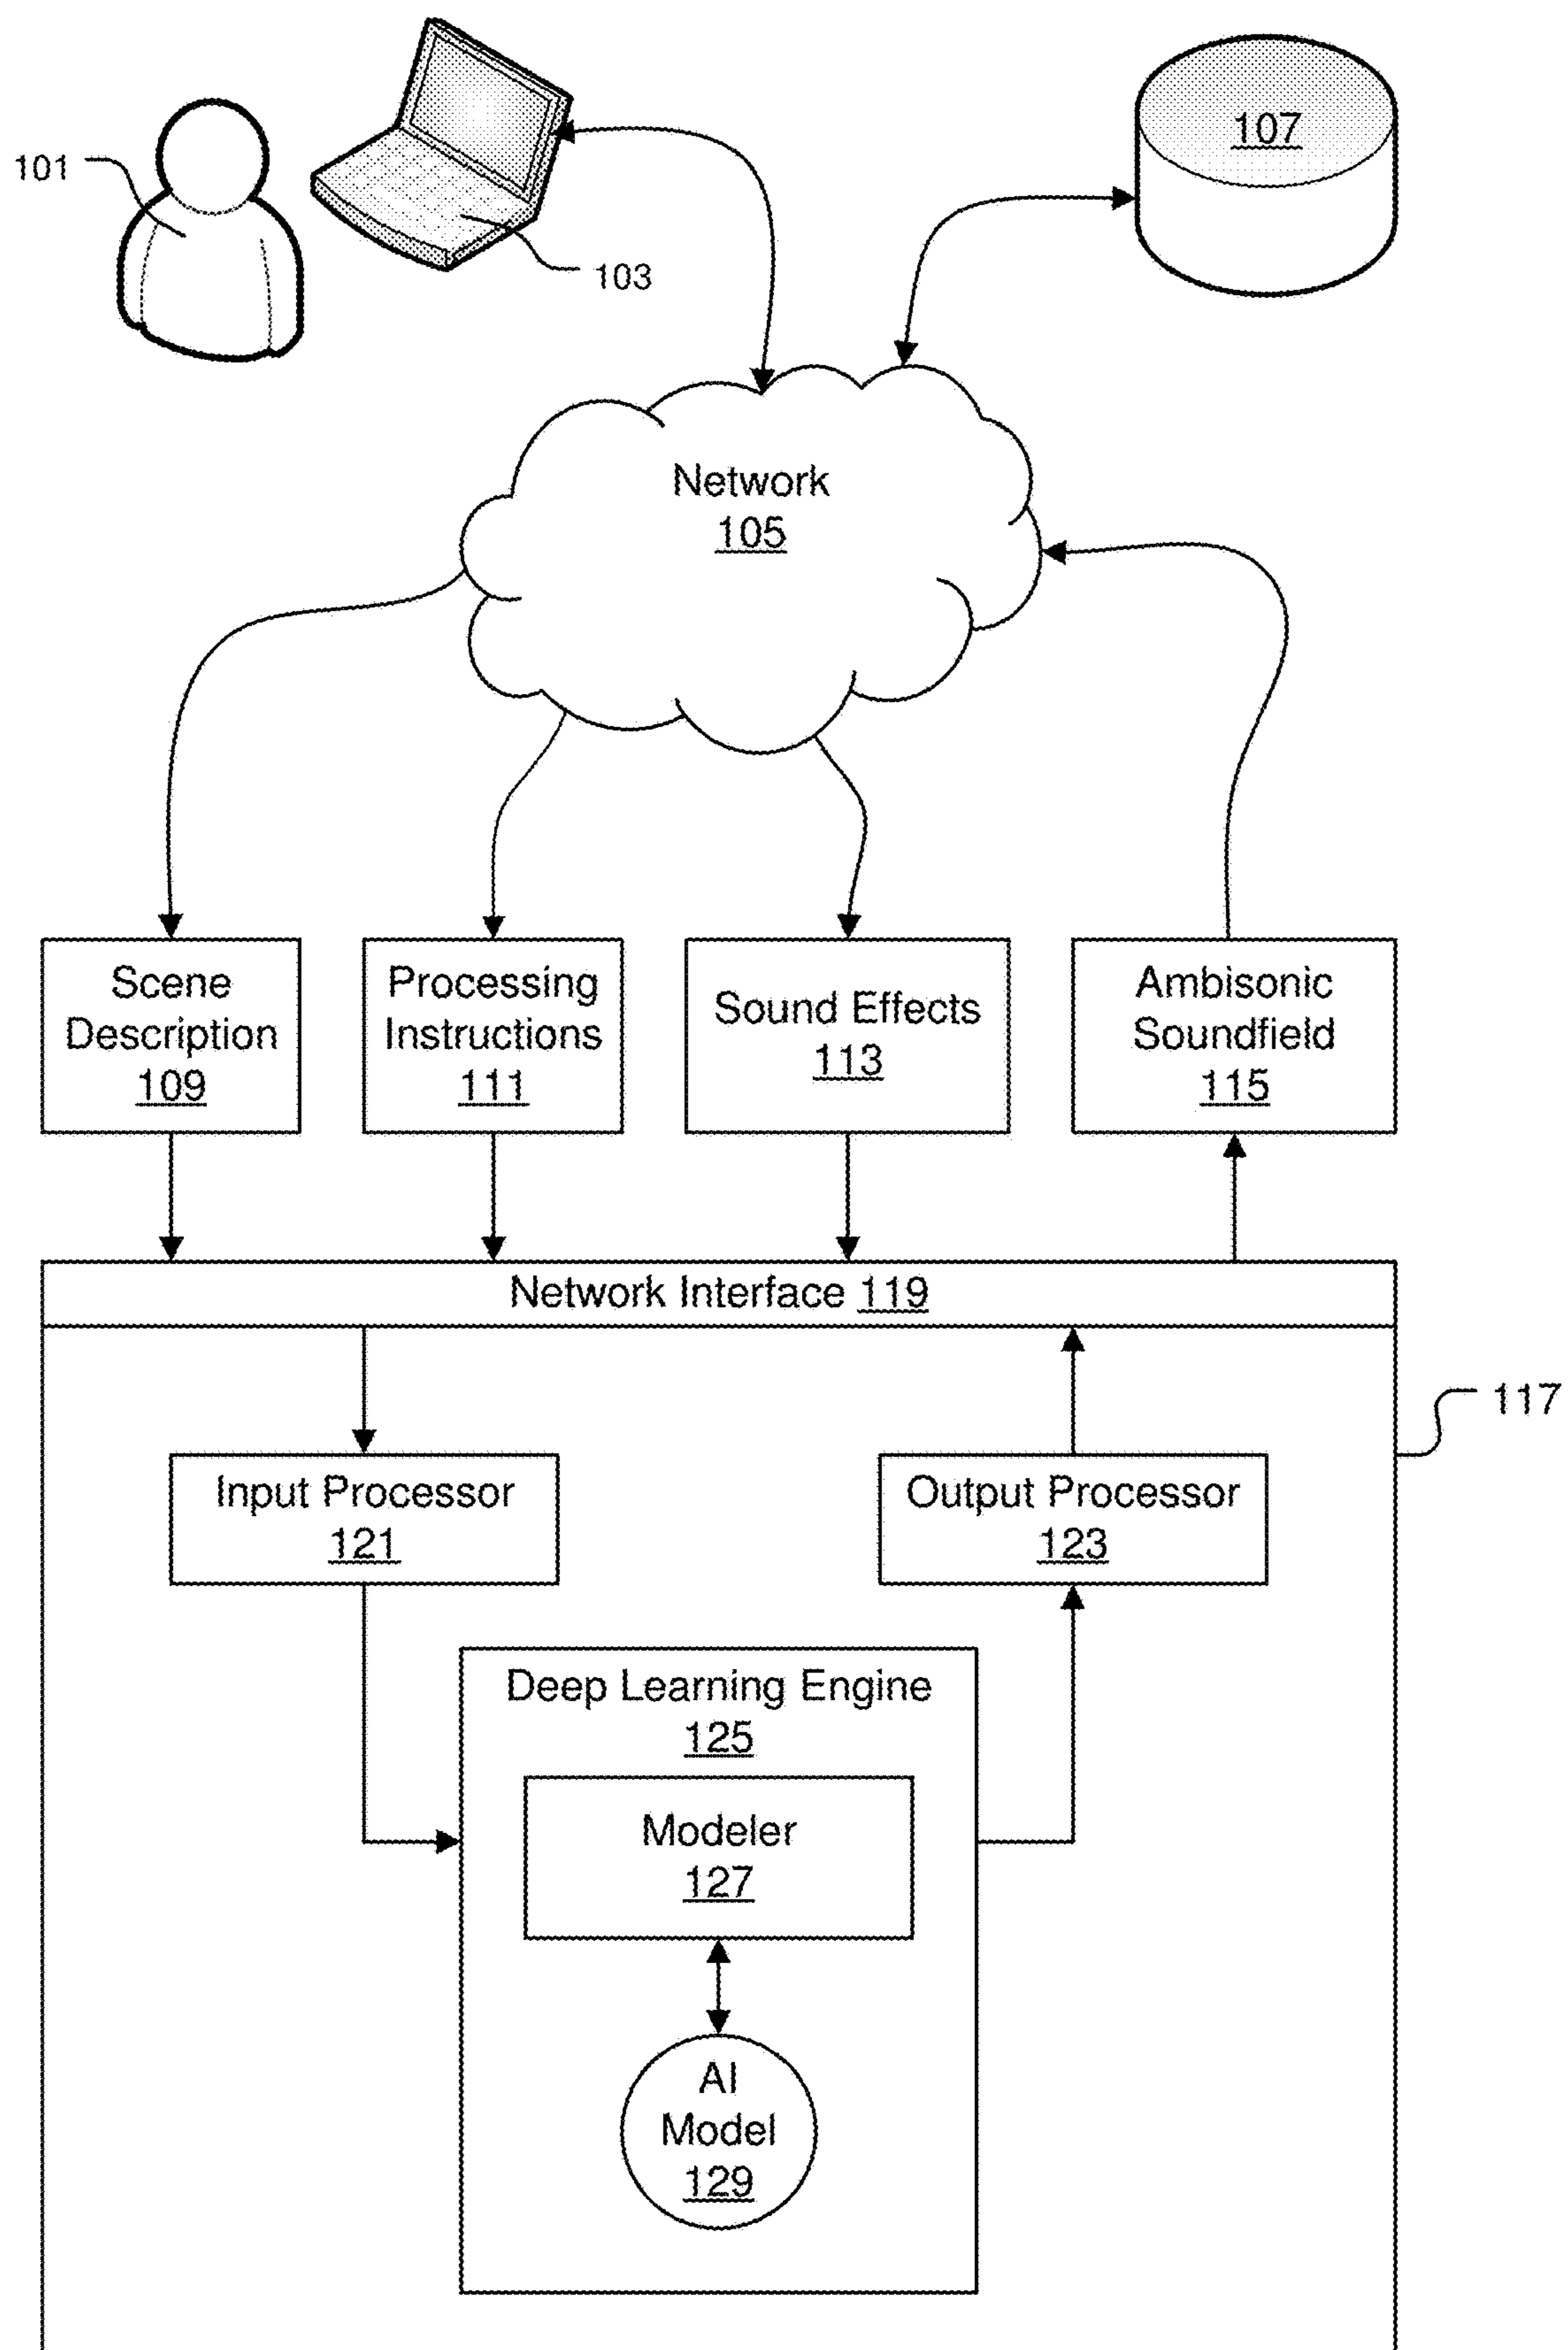 107
101
103
Network
105
Scene
Description
109
Processing
Instructions
111
Sound Effects
113
Ambisonic
Soundfield
115
Network Interface 119
117
Input Processor
121
Output Processor
123
Deep Learning Engine
125
Modeler
127
AI
Model
129